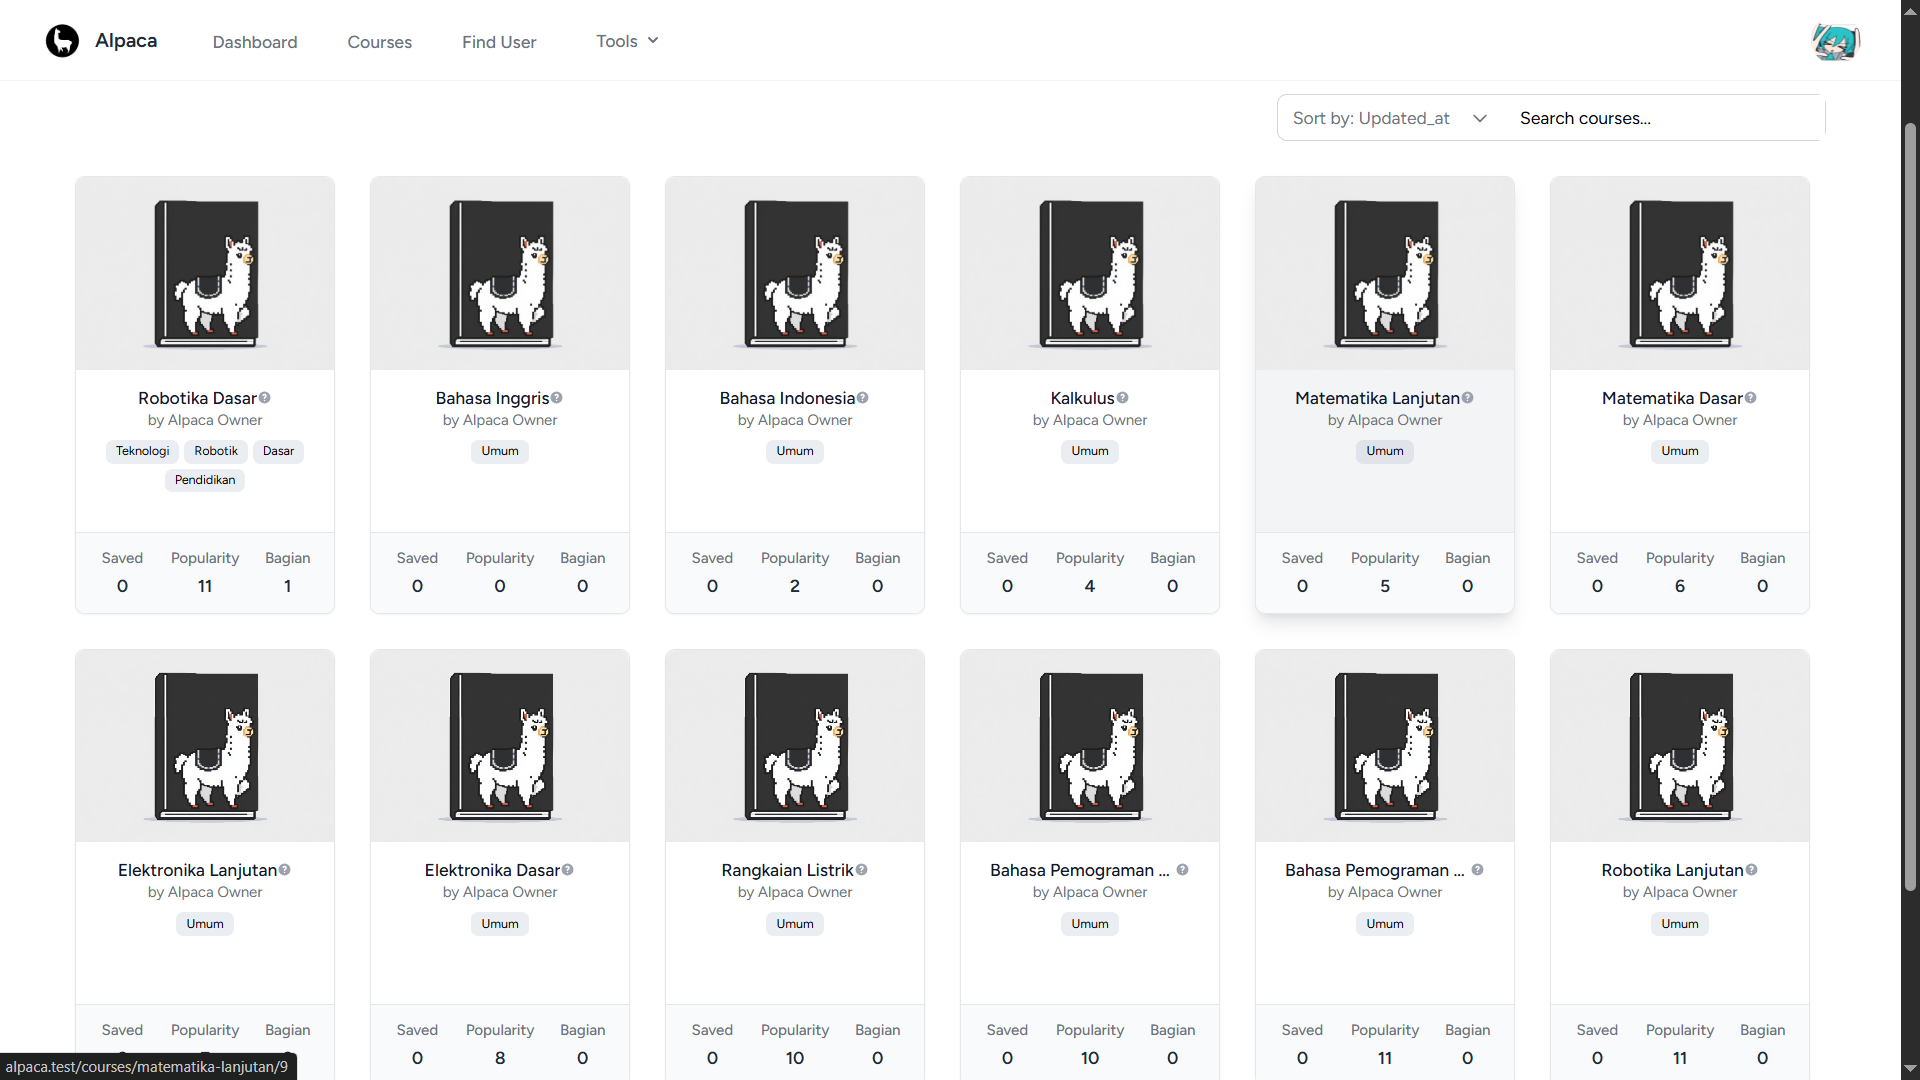 Alpaca Dashboard Courses Find User Tools
Sort by: Updated_at Search courses...
Robotika Dasar Bahasa Inggris Bahasa Indonesia Kalkulus Matematika Lanjutan Matematika Dasar
by Alpaca Owner by Alpaca Owner by Alpaca Owner by Alpaca Owner by Alpaca Owner by Alpaca Owner
Teknologi Robotik Dasar Umum Umum Umum Umum Umum
Pendidikan
Saved Popularity Bagian Saved Popularity Bagian Saved Popularity Bagian Saved Popularity Bagian Saved Popularity Bagian Saved Popularity Bagian
0 11 1 0 0 0 0 2 0 0 4 0 0 5 0 0 6 0
Elektronika Lanjutan Elektronika Dasar Rangkaian Listrik Bahasa Pemograman ... Bahasa Pemograman ... Robotika Lanjutan
by Alpaca Owner by Alpaca Owner by Alpaca Owner by Alpaca Owner by Alpaca Owner by Alpaca Owner
Umum Umum Umum Umum Umum Umum
Saved Popularity Bagian Saved Popularity Bagian Saved Popularity Bagian Saved Popularity Bagian Saved Popularity Bagian Saved Popularity Bagian
0 8 0 0 10 0 0 10 0 0 11 0 0 11 0
alpaca.test/courses/matematika-lanjutan/9